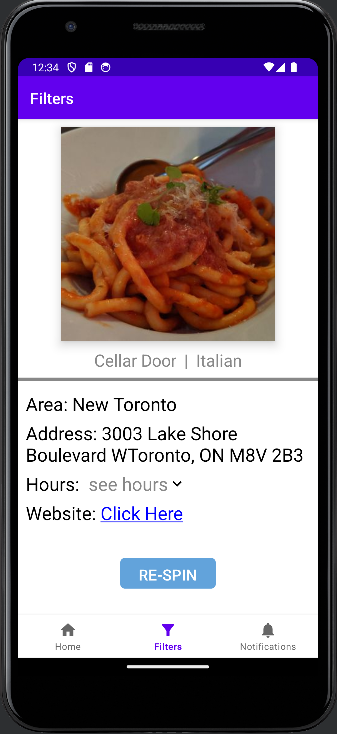 12:34
Filters
Cellar Door | Italian
Area: New Toronto
Address: 3003 Lake Shore
Boulevard WToronto, ON M8V 2B3
Hours: see hours
Website: Click Here
RE-SPIN
Home Filters Notifications